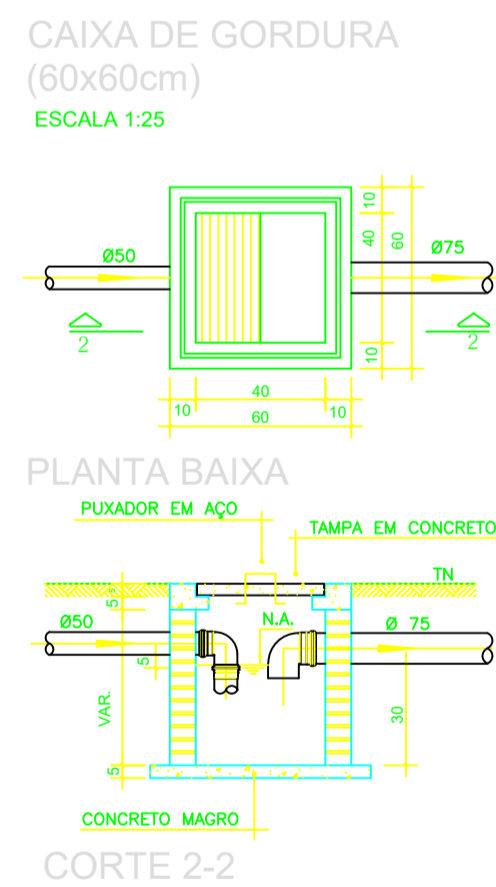 CAIXA DE GORDURA
(60x60cm)
ESCALA 1:25
10
Ø50
40
60
Ø75
2
2
10
40
10
10
60
PLANTA BAIXA
PUXADOR EM AÇO
TAMPA EM CONCRETO
TN
5
Ø50
N.A.
Ø 75
5
VAR.
30
5
CONCRETO MAGRO
CORTE 2-2